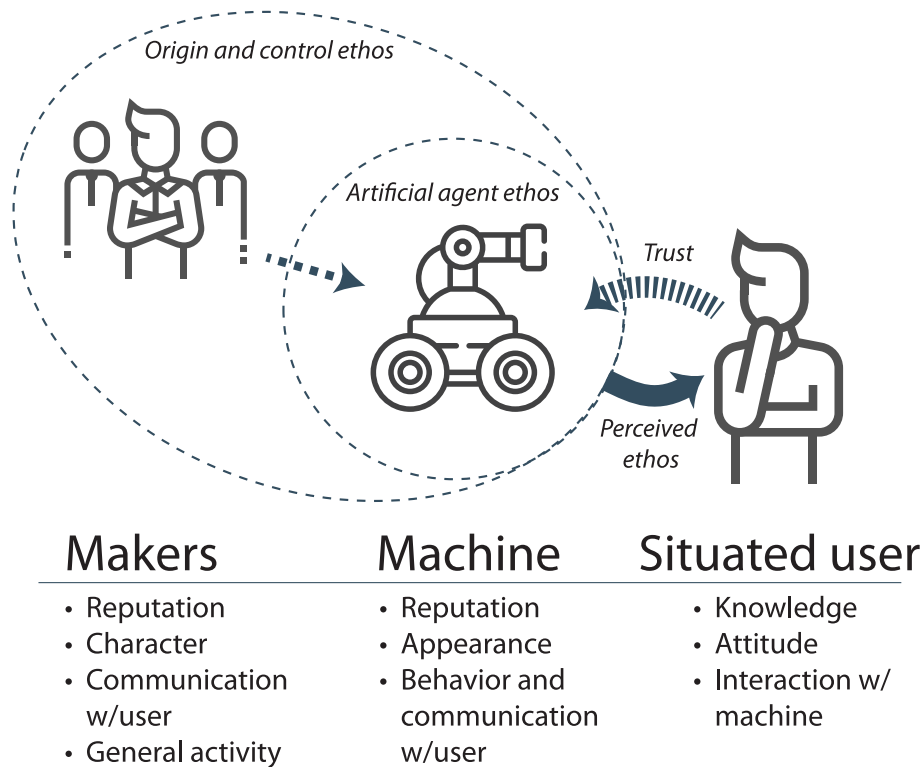 Origin and control ethos
Artificial agent ethos
Trust
Perceived
ethos
Makers
• Reputation
• Character
• Communication
w/user
• General activity
Machine
• Reputation
• Appearance
• Behavior and
communication
w/user
Situated user
• Knowledge
• Attitude
• Interaction w/
machine